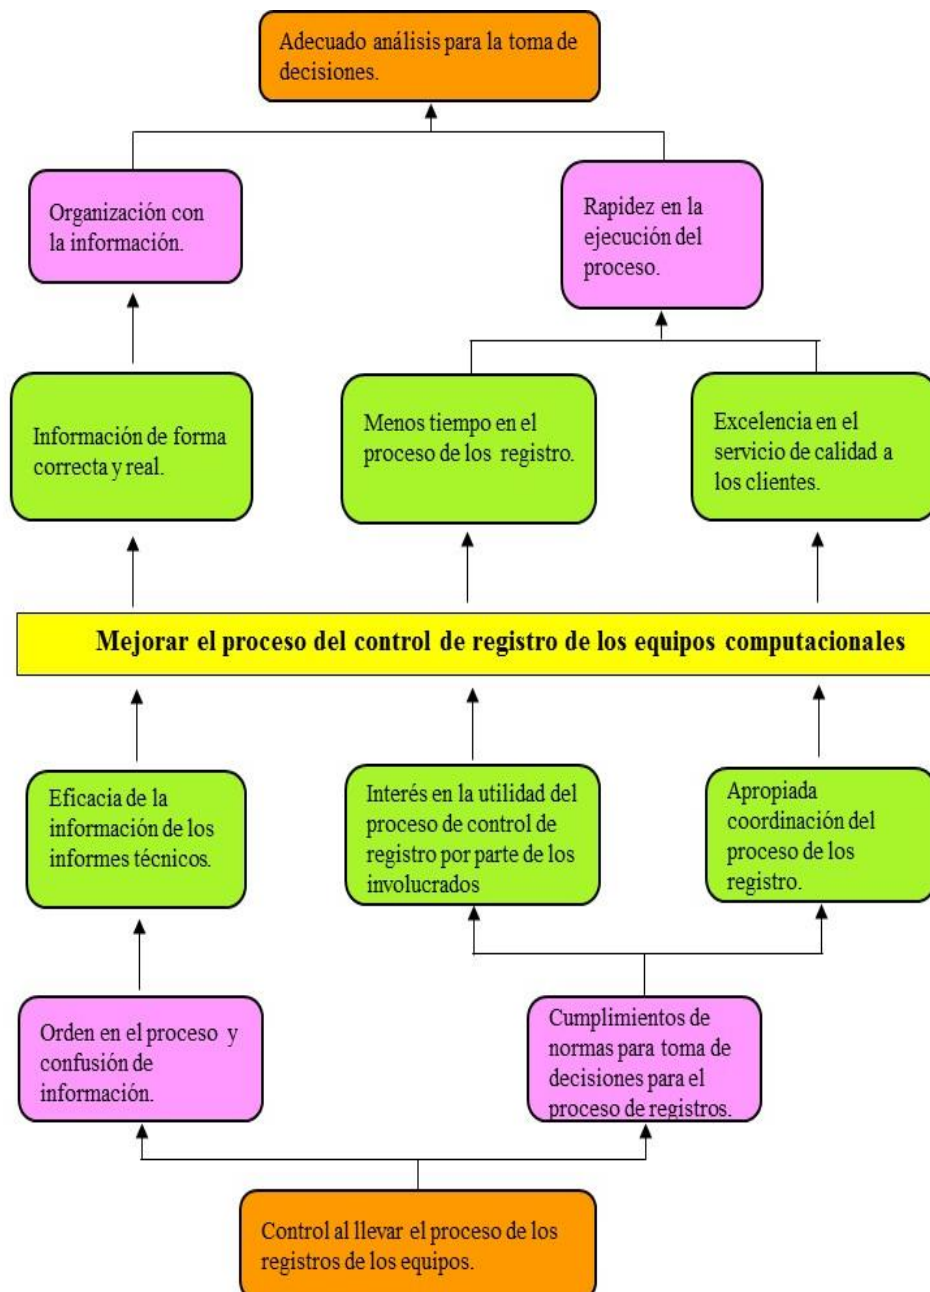 Adecuado análisis para la toma de
decisiones.
Organización con
la información.
Rapidez en la
ejecución del
proceso.
Información de forma
correcta y real.
Menos tiempo en el
proceso de los registro.
Excelencia en el
servicio de calidad a
los clientes.
Mejorar el proceso del control de registro de los equipos computacionales
Eficacia de la
información de los
informes técnicos.
Interés en la utilidad del
proceso de control de
registro por parte de los
involucrados
Apropiada
coordinación del
proceso de los
registro.
Orden en el proceso y
confusión de
información.
Cumplimientos de
normas para toma de
decisiones para el
proceso de registros.
Control al llevar el proceso de los
registros de los equipos.